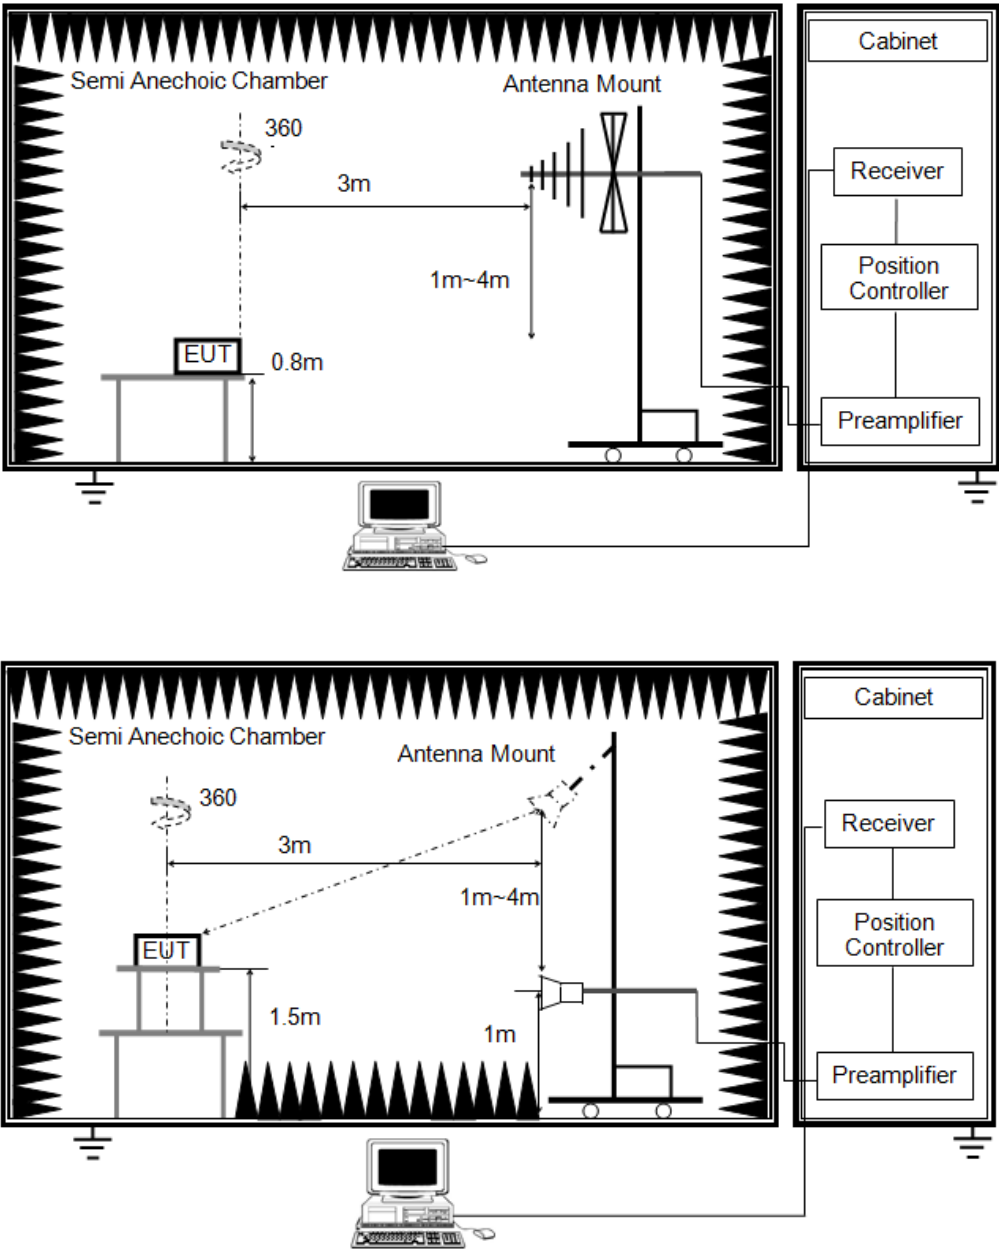 Cabinet
Semi Anechoic Chamber
Antenna Mount
360
Receiver
3m
1m~4m
Position
Controller
EUT
0.8m
Preamplifier
Cabinet
Semi Anechoic Chamber
Antenna Mount
360
Receiver
3m
1m~4m
Position
Controller
EUT
1.5m
1m
Preamplifier